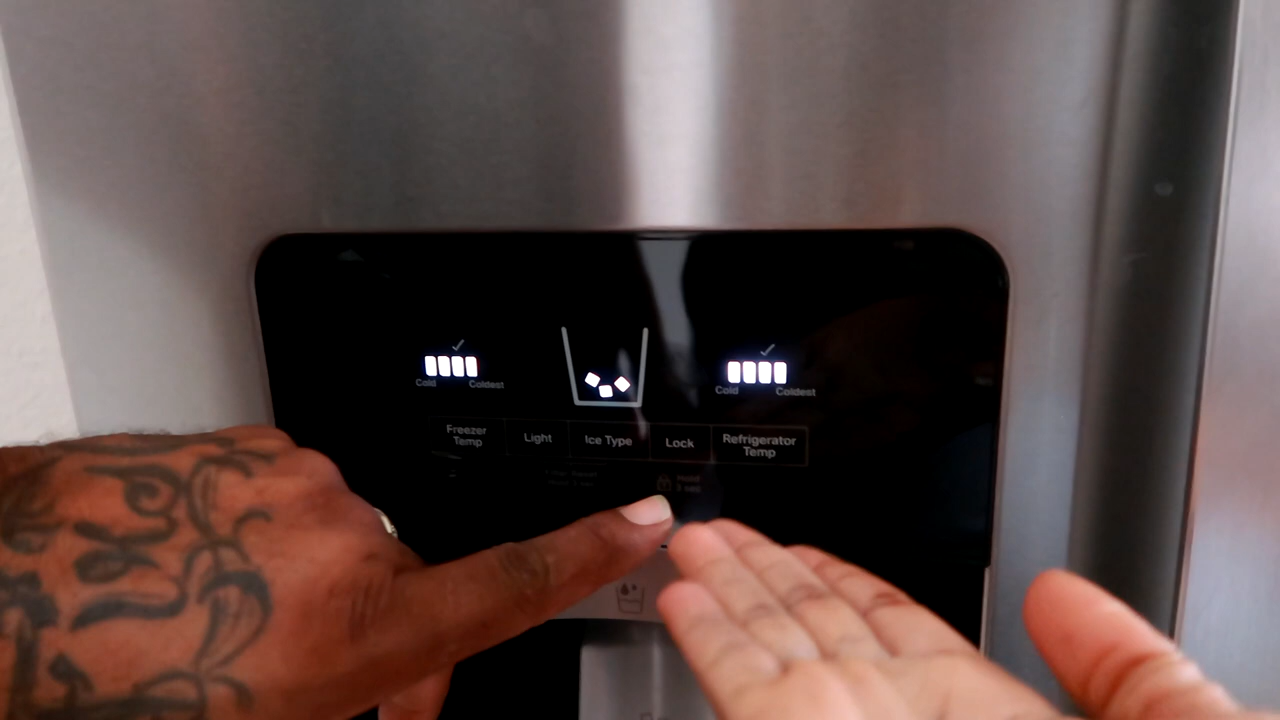 Cold Coldest
Cold Coldest
Freezer
Temp
Light
Ice Type
Lock
Refrigerator
Temp
Hold
3 sec